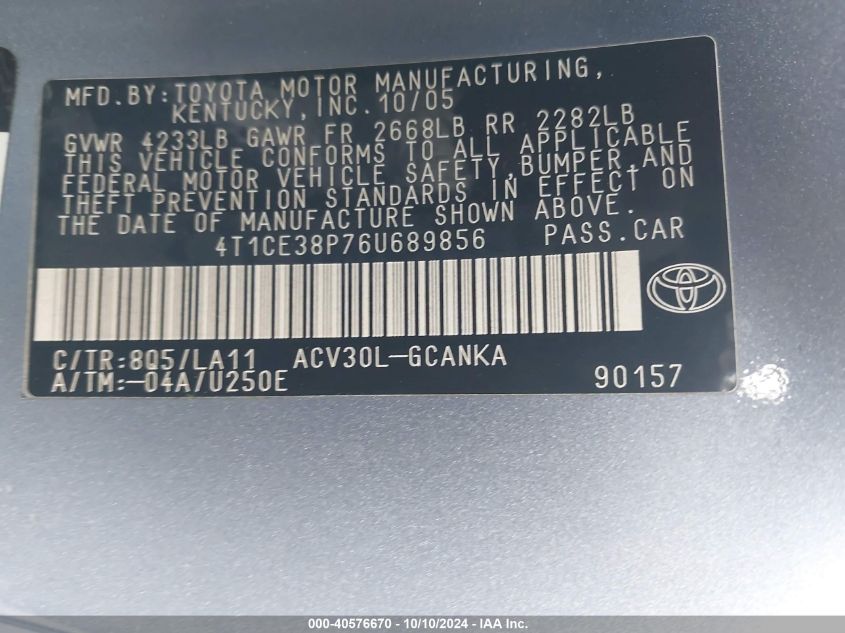 MFD.BY:TOYOTA MOTOR MANUFACTURING,
KENTUCKY,INC.10/05
GVWR 4233LB GAWR FR 2668LB RR 2282LB
THIS VEHICLE CONFORMS TO ALL APPLICABLE
FEDERAL MOTOR VEHICLE SAFETY,BUMPER,AND
THEFT PREVENTION STANDARDS IN EFFECT ON
THE DATE OF MANUFACTURE SHOWN ABOVE.
4T1CE38P76U689856 PASS.CAR
C/TR:8Q5/LA11 ACV30L-GCANKA
A/TM:-04A/U250E 90157
000-40576670 - 10/10/2024 - IAA Inc.